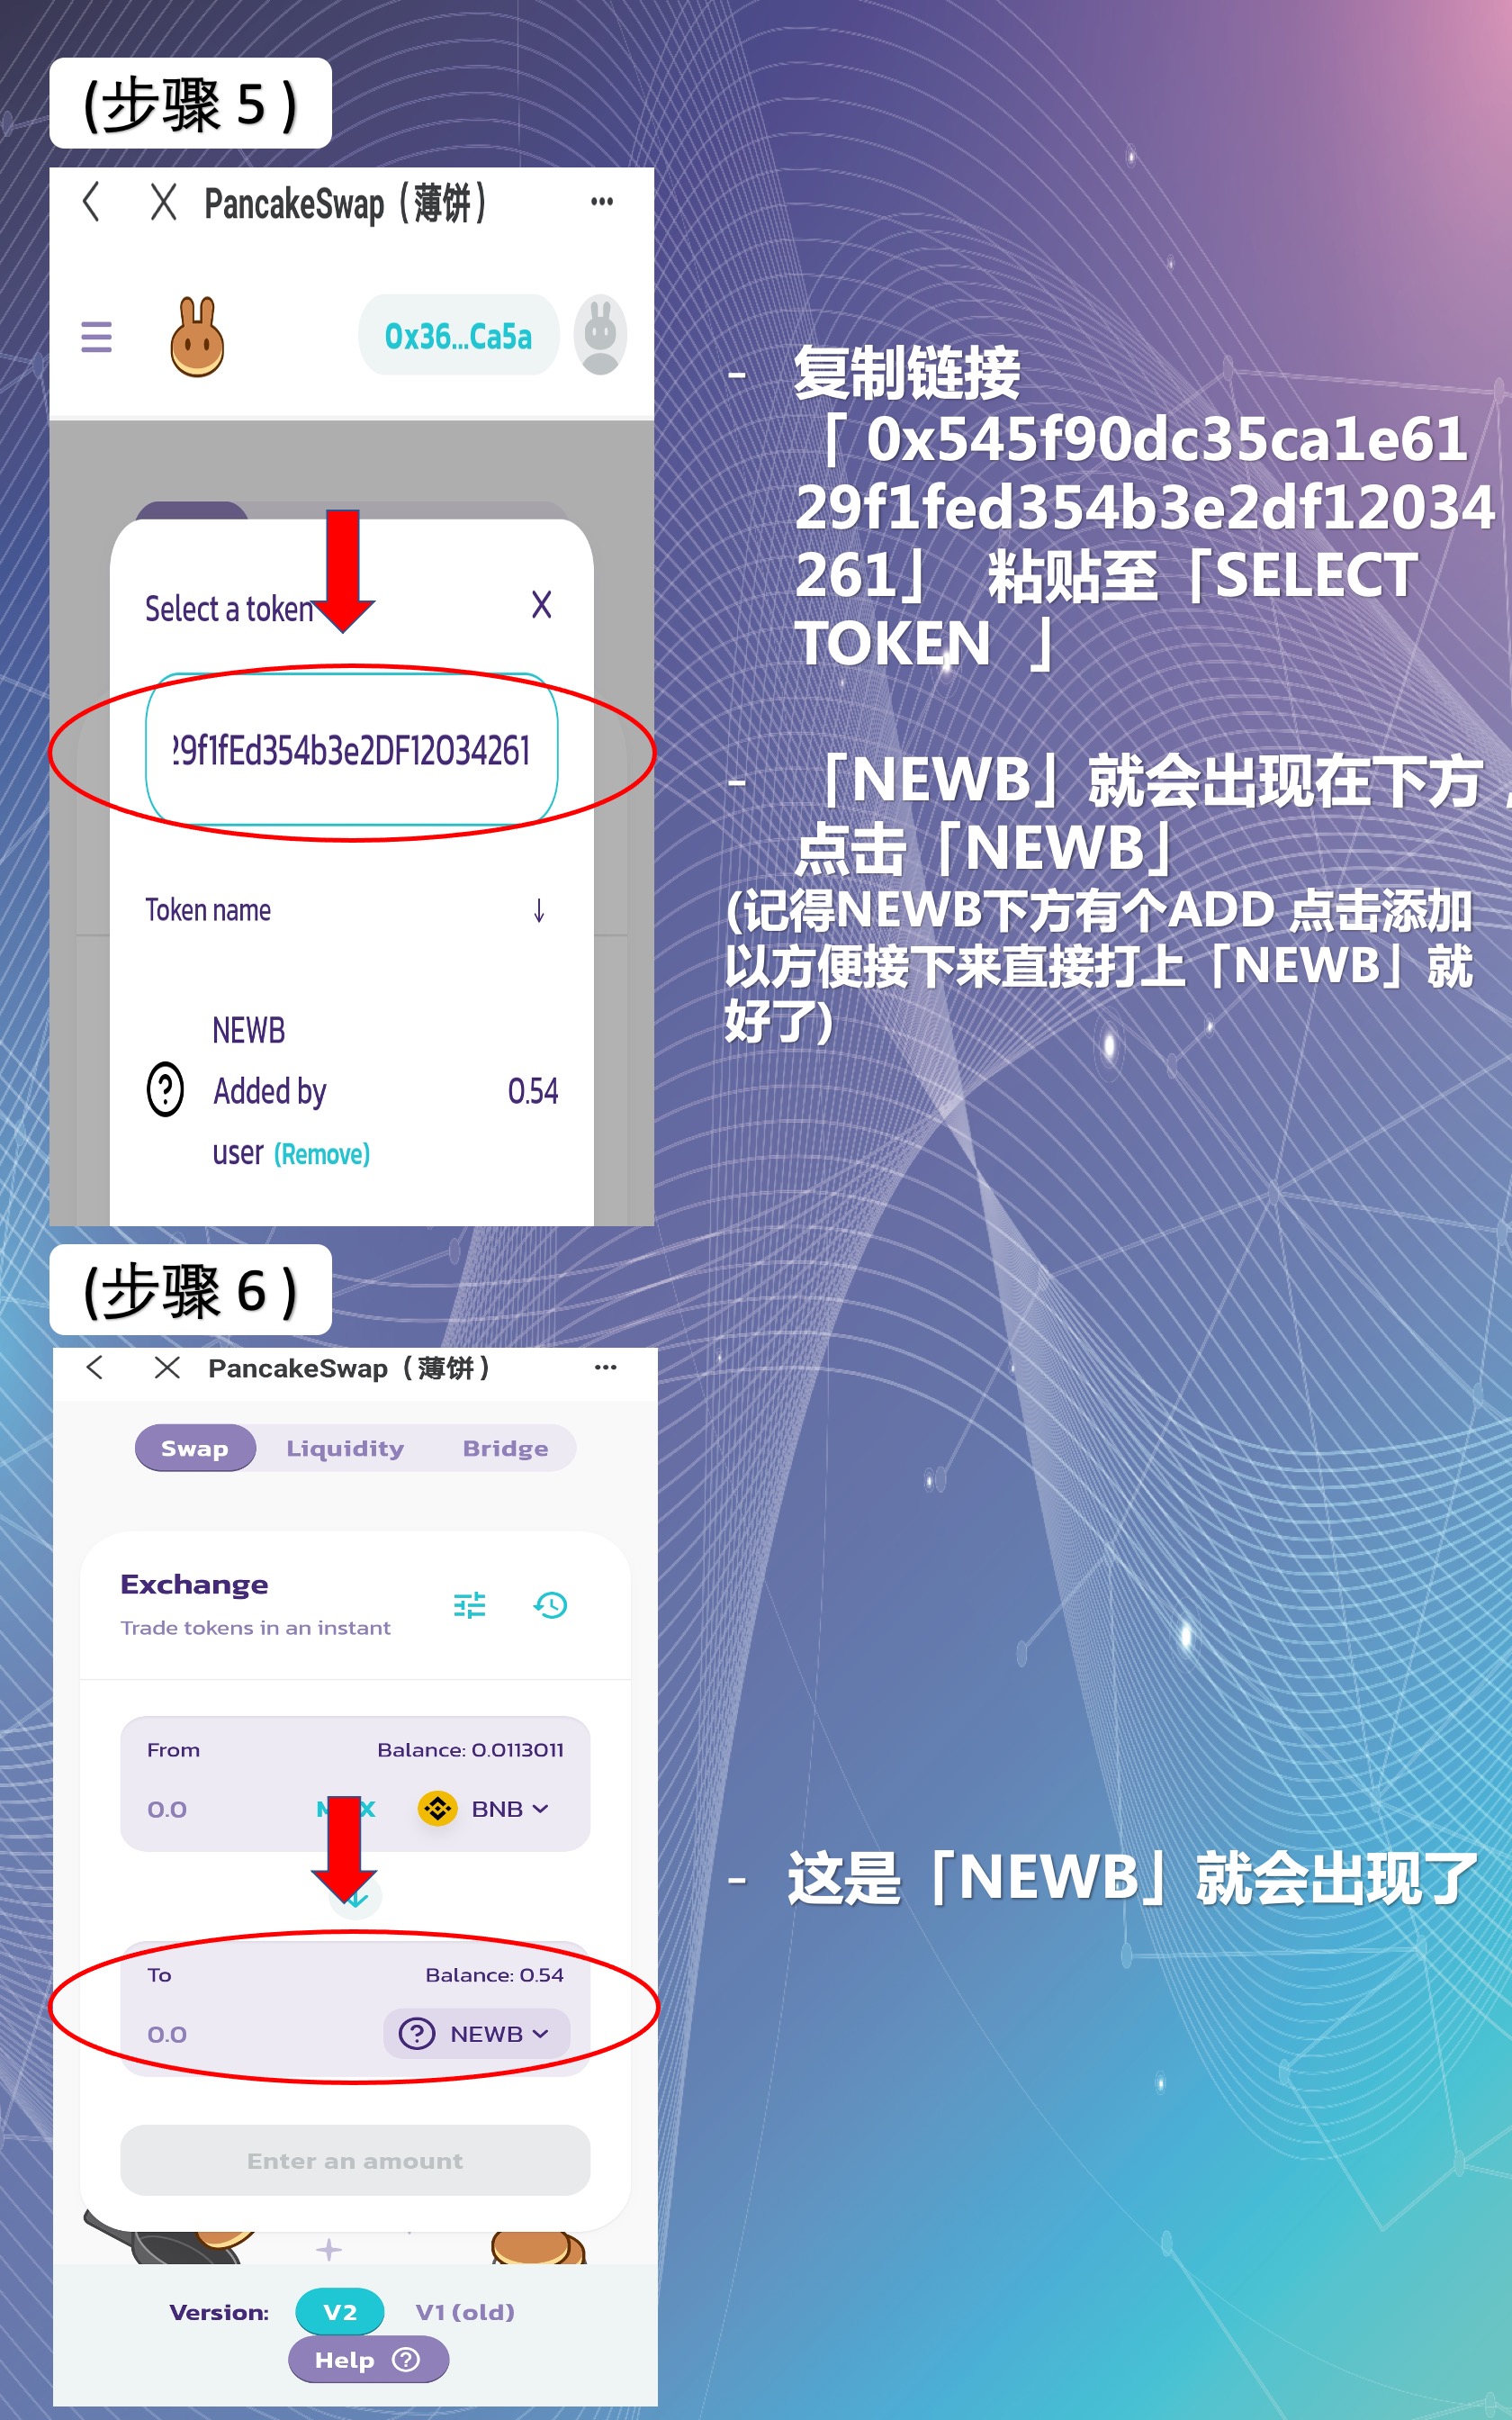 (步骤 5 )
PancakeSwap（薄饼）
0x36...Ca5a
Select a token
29f1fEd354b3e2DF12034261
Token name
NEWB
Added by
0.54
user (Remove)
- 复制链接
「 0x545f90dc35ca1e61
29f1fed354b3e2df12034
261」 粘贴至「SELECT
TOKEN 」
- 「NEWB」就会出现在下方，
点击「NEWB」
(记得NEWB下方有个ADD 点击添加
以方便接下来直接打上「NEWB」就
好了)
(步骤 6 )
PancakeSwap（薄饼）
Swap Liquidity Bridge
Exchange
Trade tokens in an instant
From Balance: 0.0113011
0.0 BNB
To Balance: 0.54
0.0 NEWB
Enter an amount
Version: V2 V1 (old)
Help
- 这是「NEWB」就会出现了